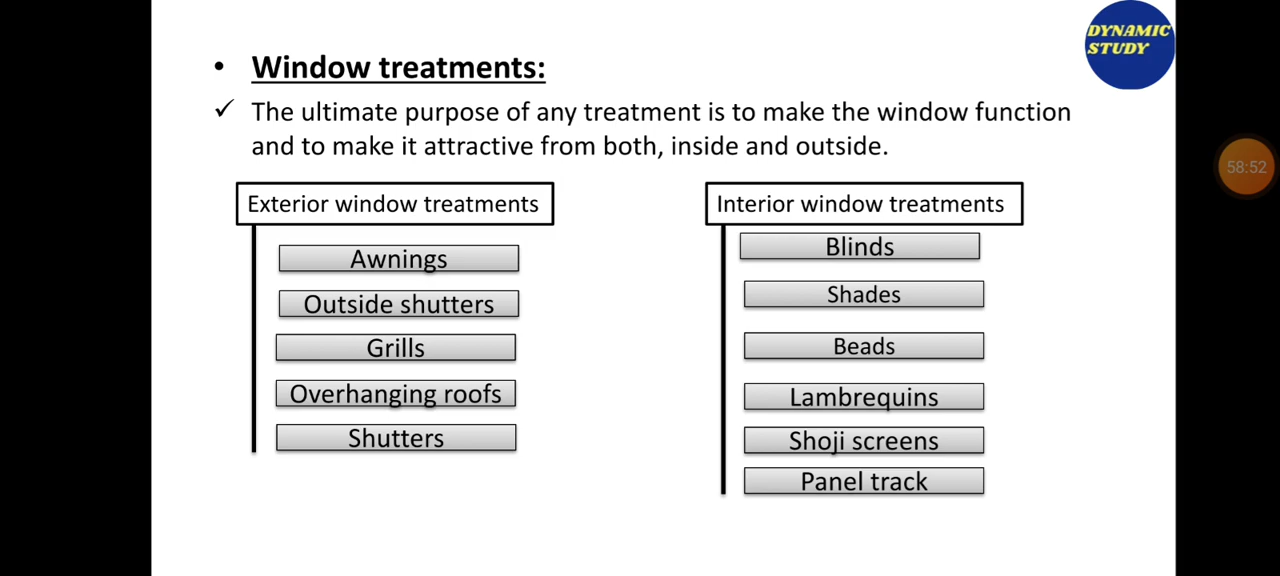 DYNAMIC
STUDY
• Window treatments:
✓ The ultimate purpose of any treatment is to make the window function
and to make it attractive from both, inside and outside.
Exterior window treatments
Awnings
Outside shutters
Grills
Overhanging roofs
Shutters
Interior window treatments
Blinds
Shades
Beads
Lambrequins
Shoji screens
Panel track
58:52